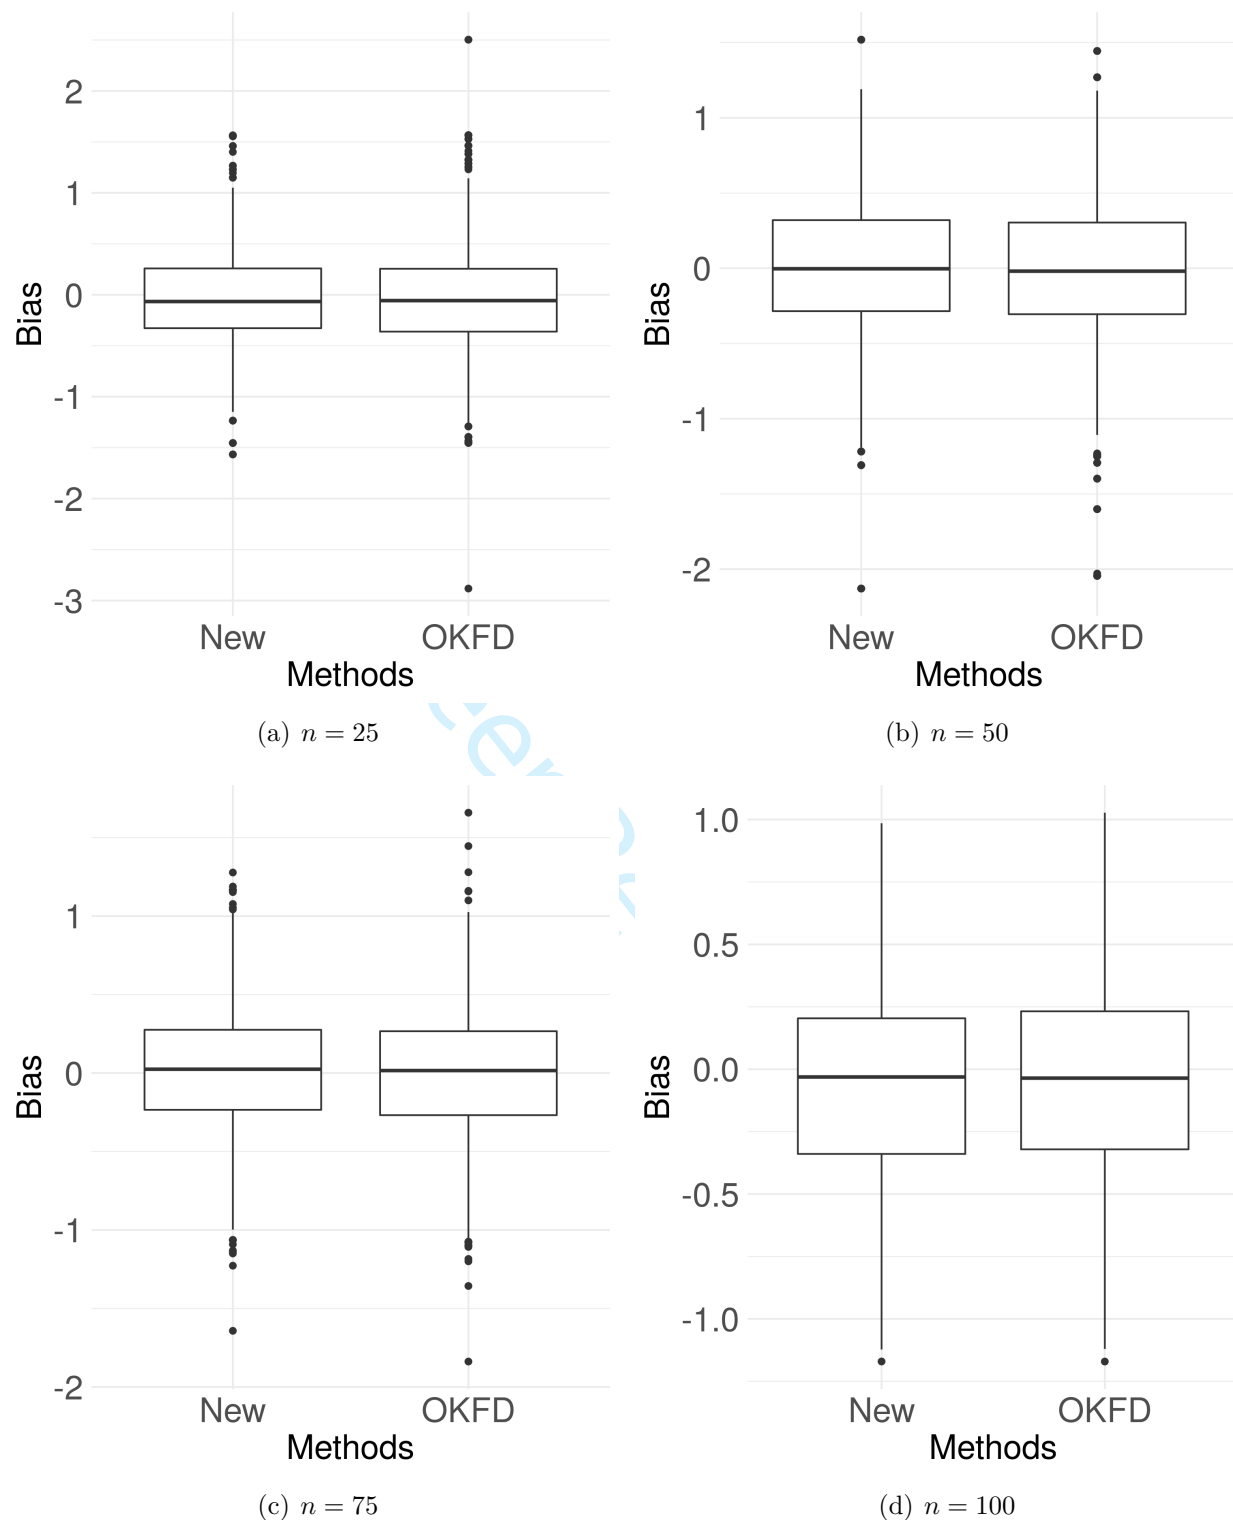 2
1
0
-1
-2
-3
Bias
New OKFD
Methods
(a) n = 25
1
0
-1
-2
Bias
New OKFD
Methods
(b) n = 50
1
0
-1
-2
Bias
New OKFD
Methods
(c) n = 75
1.0
0.5
0.0
-0.5
-1.0
Bias
New OKFD
Methods
(d) n = 100